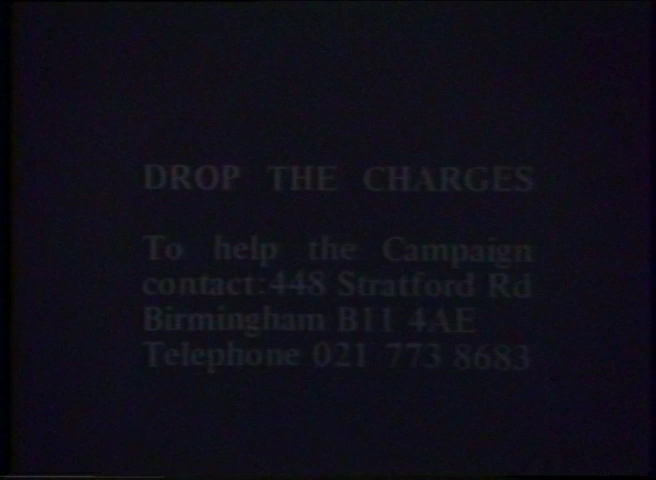 DROP THE CHARGES
To help the Campaign
contact:448 Stratford Rd
Birmingham B11 4AE
Telephone 021 773 8683